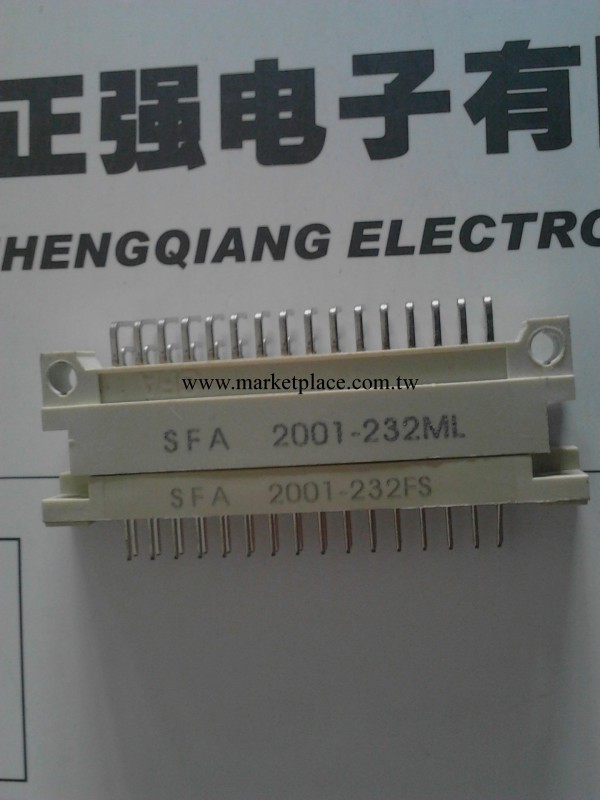 正强电子有
HENGQIANG ELECTRO
www.marketplace.com.tw
SFA 2001-232ML
SFA 2001-232FS